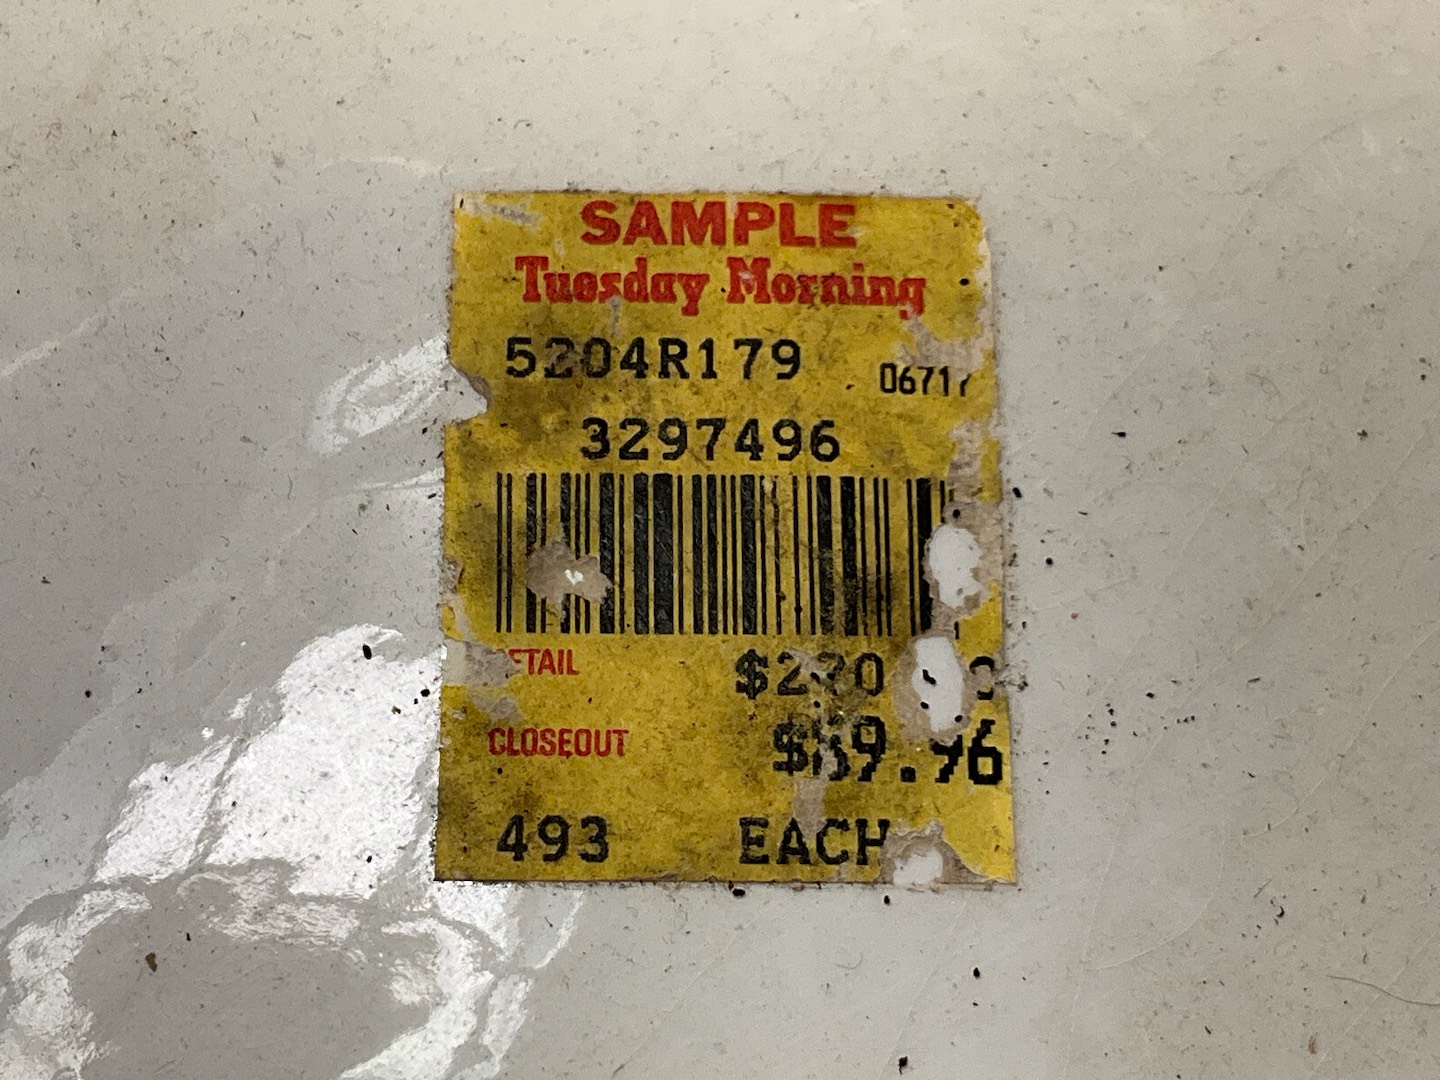 SAMPLE
Tuesday Morning
5204R179
3297496
CLOSEOUT
493 EACH